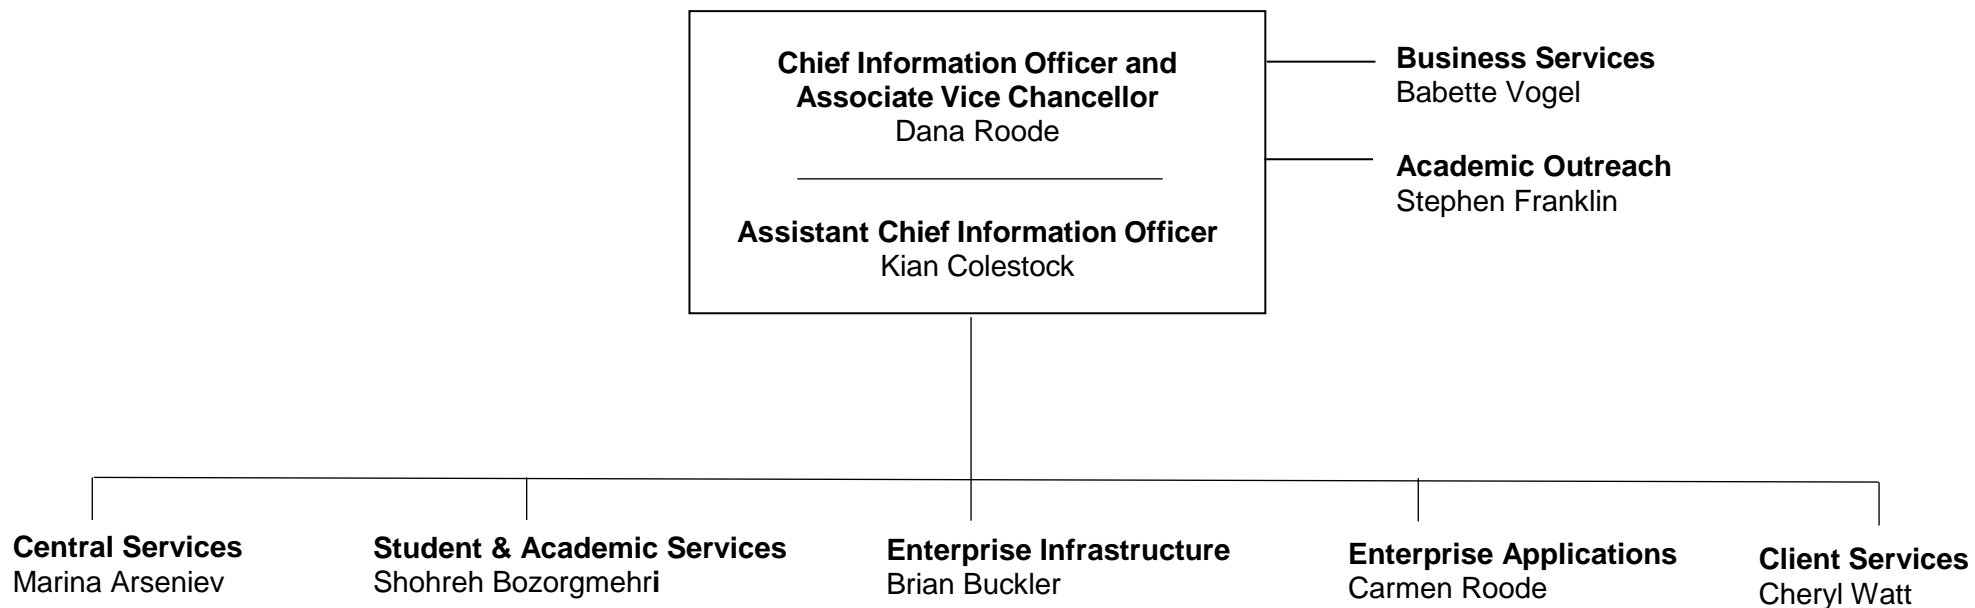 Chief Information Officer and
Associate Vice Chancellor
Dana Roode
Assistant Chief Information Officer
Kian Colestock
Business Services
Babette Vogel
Academic Outreach
Stephen Franklin
Central Services
Marina Arseniev
Student & Academic Services
Shohreh Bozorgmehri
Enterprise Infrastructure
Brian Buckler
Enterprise Applications
Carmen Roode
Client Services
Cheryl Watt